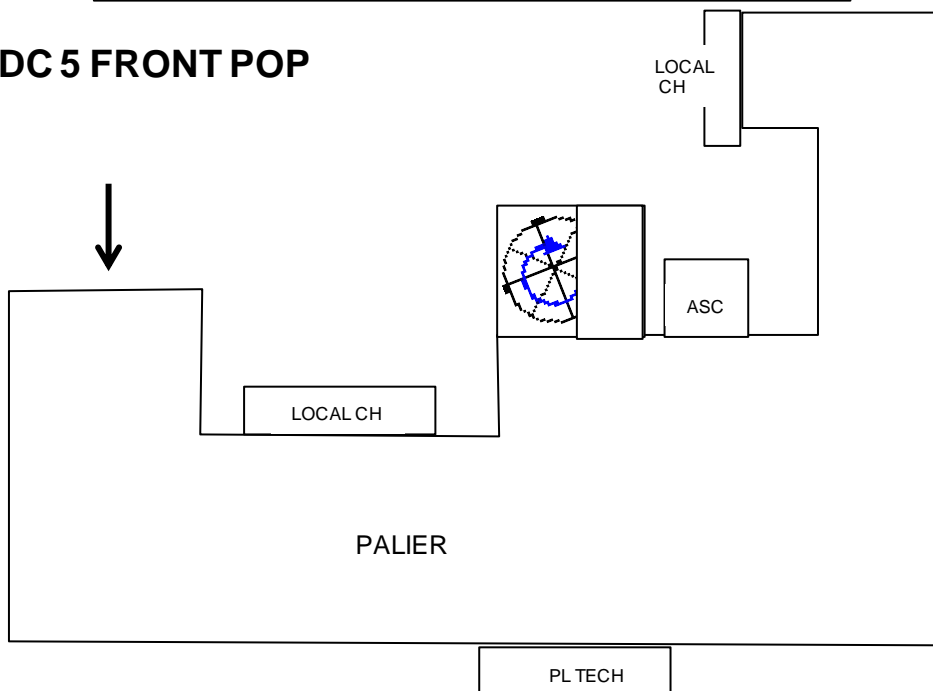 DC 5 FRONT POP
LOCAL
CH
ASC
LOCAL CH
PALIER
PL TECH